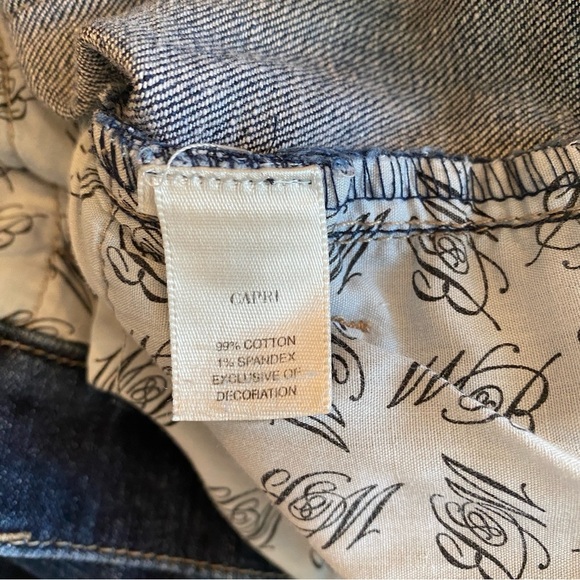 CAPRI
99% COTTON
1% SPANDEX
EXCLUSIVE OF
DECORATION